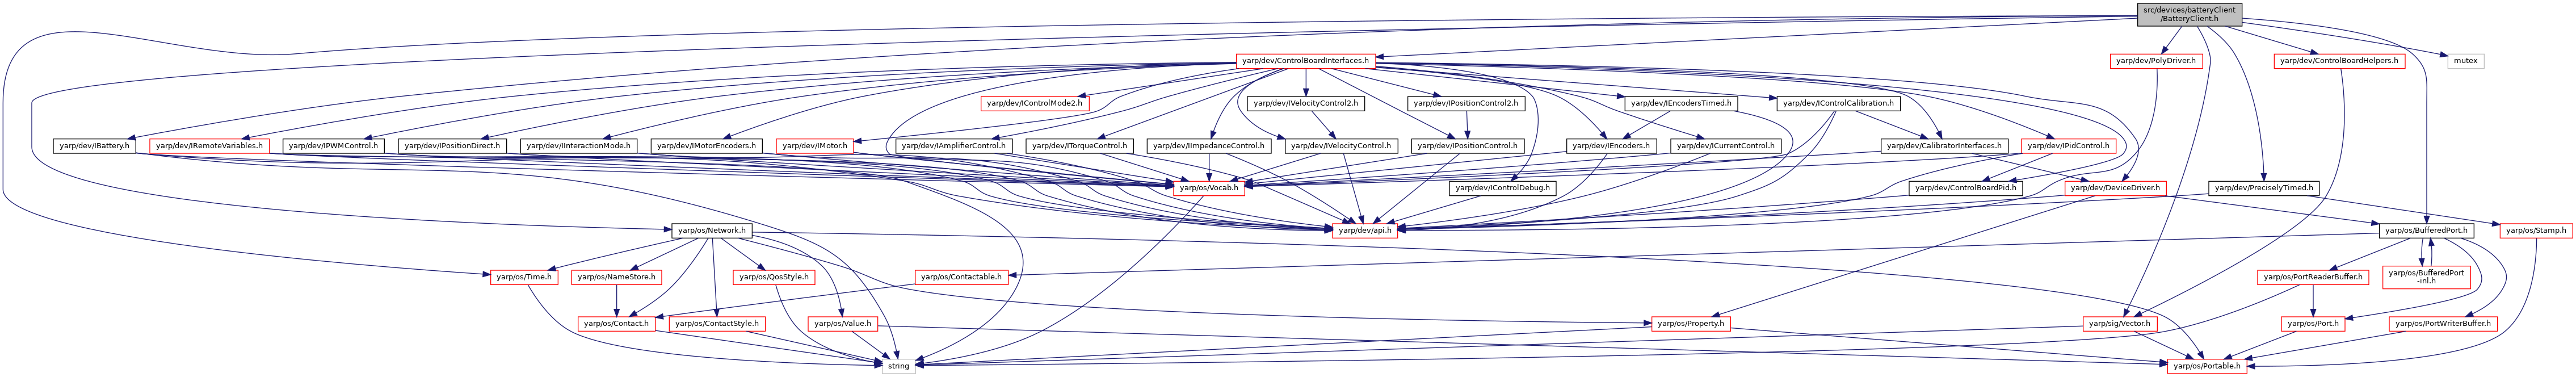 src/devices/batteryClient
/BatteryClient.h
yarp/dev/ControlBoardInterfaces.h
yarp/dev/PolyDriver.h
yarp/dev/ControlBoardHelpers.h
mutex
yarp/dev/IControlMode2.h
yarp/dev/IVelocityControl2.h
yarp/dev/IPositionControl2.h
yarp/dev/IEncodersTimed.h
yarp/dev/IControlCalibration.h
yarp/dev/IBattery.h
yarp/dev/IRemoteVariables.h
yarp/dev/IPWMControl.h
yarp/dev/IPositionDirect.h
yarp/dev/IInteractionMode.h
yarp/dev/IMotorEncoders.h
yarp/dev/IMotor.h
yarp/dev/IAmplifierControl.h
yarp/dev/ITorqueControl.h
yarp/dev/IImpedanceControl.h
yarp/dev/IVelocityControl.h
yarp/dev/IPositionControl.h
yarp/dev/IEncoders.h
yarp/dev/ICurrentControl.h
yarp/dev/CalibratorInterfaces.h
yarp/dev/IPidControl.h
yarp/os/Vocab.h
yarp/dev/IControlDebug.h
yarp/dev/ControlBoardPid.h
yarp/dev/DeviceDriver.h
yarp/dev/PreciselyTimed.h
yarp/os/Network.h
yarp/dev/api.h
yarp/os/BufferedPort.h
yarp/os/Stamp.h
yarp/os/Time.h
yarp/os/NameStore.h
yarp/os/QosStyle.h
yarp/os/Contactable.h
yarp/os/PortReaderBuffer.h
yarp/os/BufferedPort
-inl.h
yarp/os/Contact.h
yarp/os/ContactStyle.h
yarp/os/Value.h
yarp/os/Property.h
yarp/sig/Vector.h
yarp/os/Port.h
yarp/os/PortWriterBuffer.h
string
yarp/os/Portable.h